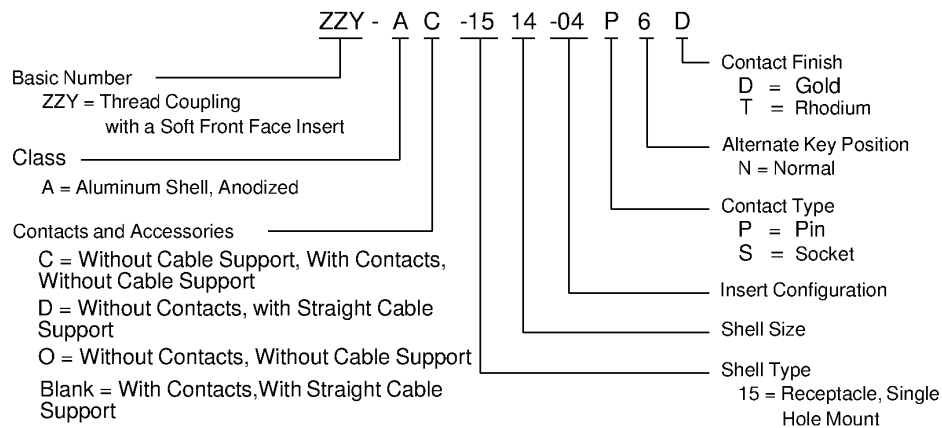 ZZY - A C -15 14 -04 P 6 D
Basic Number
ZZY = Thread Coupling
with a Soft Front Face Insert
Class
A = Aluminum Shell, Anodized
Contacts and Accessories
C = Without Cable Support, With Contacts,
Without Cable Support
D = Without Contacts, with Straight Cable
Support
O = Without Contacts, Without Cable Support
Blank = With Contacts,With Straight Cable
Support
Contact Finish
D = Gold
T = Rhodium
Alternate Key Position
N = Normal
Contact Type
P = Pin
S = Socket
Insert Configuration
Shell Size
Shell Type
15 = Receptacle, Single
Hole Mount